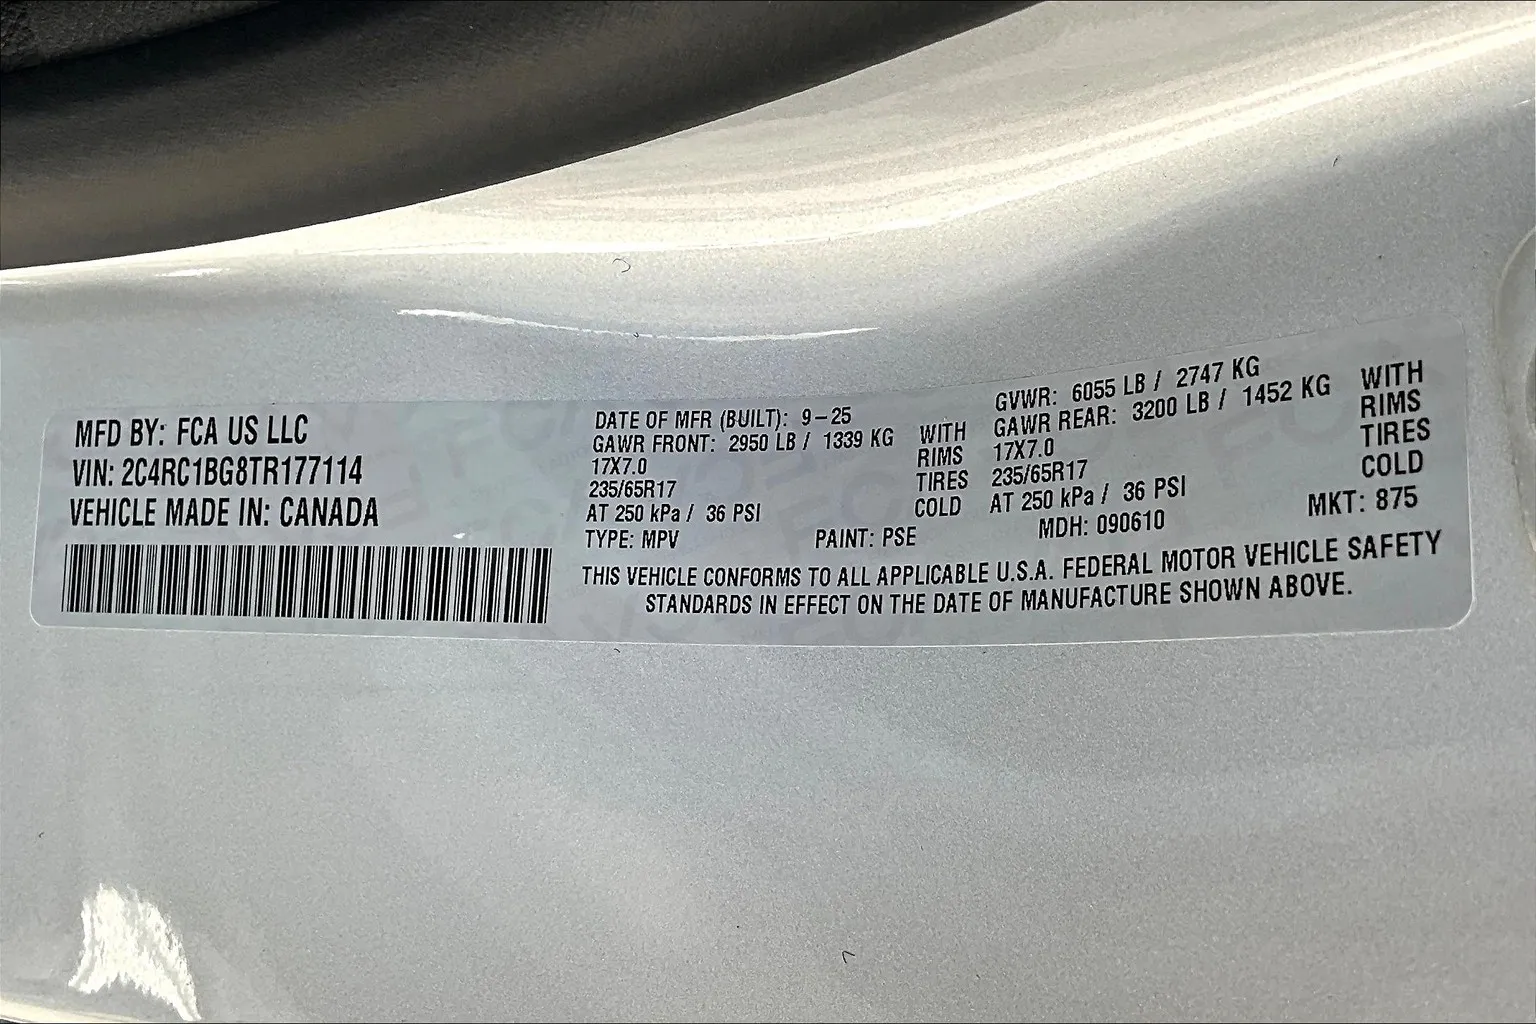 MFD BY: FCA US LLC
VIN: 2C4RC1BG8TR177114
VEHICLE MADE IN: CANADA
DATE OF MFR (BUILT): 9-25
GAWR FRONT: 2950 LB / 1339 KG WITH
17X7.0 RIMS
235/65R17 TIRES
AT 250 kPa / 36 PSI COLD
TYPE: MPV PAINT: PSE
GVWR: 6055 LB / 2747 KG
GAWR REAR: 3200 LB / 1452 KG WITH
17X7.0 RIMS
235/65R17 TIRES
AT 250 kPa / 36 PSI COLD
MDH: 090610 MKT: 875
THIS VEHICLE CONFORMS TO ALL APPLICABLE U.S.A. FEDERAL MOTOR VEHICLE SAFETY
STANDARDS IN EFFECT ON THE DATE OF MANUFACTURE SHOWN ABOVE.